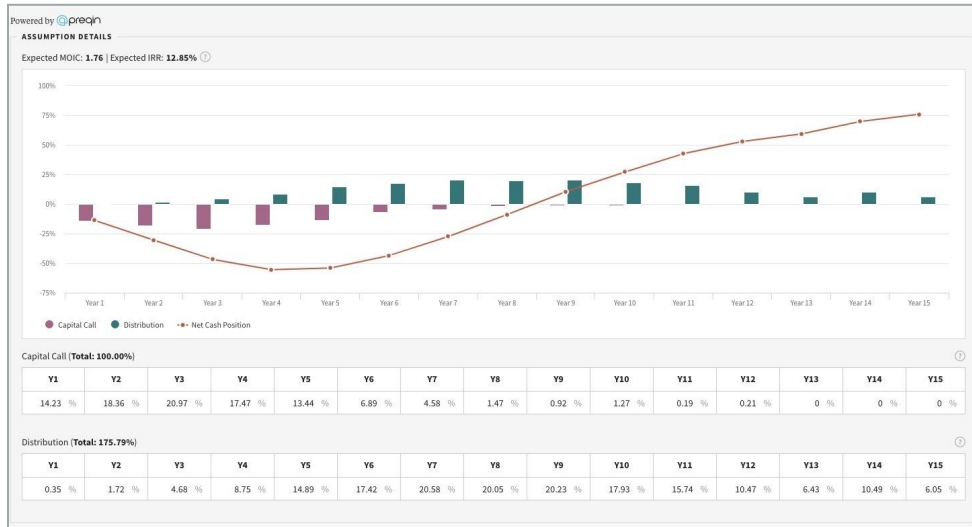 Powered by preqin
ASSUMPTION DETAILS
Expected MOIC: 1.76 | Expected IRR: 12.85% ?
100%
75%
50%
25%
0%
-25%
-50%
-75%
Year 1 Year 2 Year 3 Year 4 Year 5 Year 6 Year 7 Year 8 Year 9 Year 10 Year 11 Year 12 Year 13 Year 14 Year 15
Capital Call Distribution Net Cash Position
Capital Call (Total: 100.00%) ?
Y1 Y2 Y3 Y4 Y5 Y6 Y7 Y8 Y9 Y10 Y11 Y12 Y13 Y14 Y15
14.23 % 18.36 % 20.97 % 17.47 % 13.44 % 6.89 % 4.58 % 1.47 % 0.92 % 1.27 % 0.19 % 0.21 % 0 % 0 % 0 %
Distribution (Total: 175.79%) ?
Y1 Y2 Y3 Y4 Y5 Y6 Y7 Y8 Y9 Y10 Y11 Y12 Y13 Y14 Y15
0.35 % 1.72 % 4.68 % 8.75 % 14.89 % 17.42 % 20.58 % 20.05 % 20.23 % 17.93 % 15.74 % 10.47 % 6.43 % 10.49 % 6.05 %